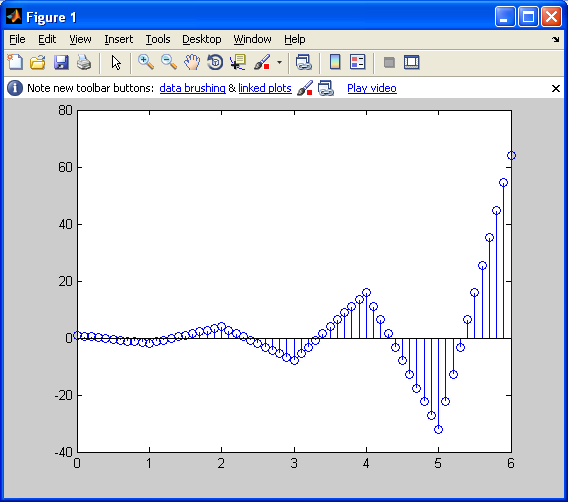 Figure 1
File Edit View Insert Tools Desktop Window Help
Note new toolbar buttons: data brushing & linked plots Play video
80
60
40
20
0
-20
-40
0 1 2 3 4 5 6